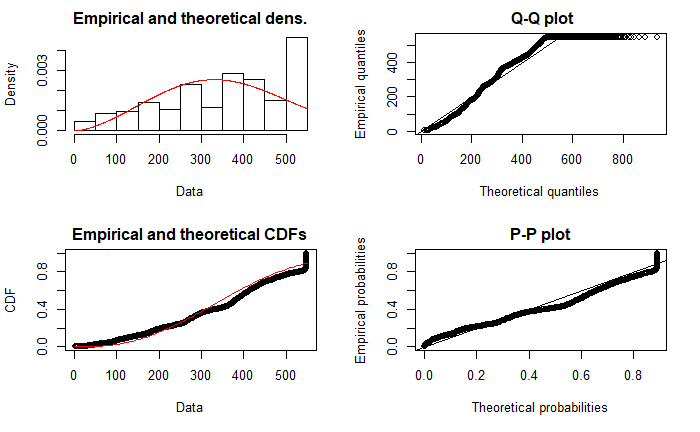 Empirical and theoretical dens.
Density
0.000
0.003
0 100 200 300 400 500
Data
Q-Q plot
Empirical quantiles
0
200
400
0 200 400 600 800
Theoretical quantiles
Empirical and theoretical CDFs
CDF
0.0
0.4
0.8
0 100 200 300 400 500
Data
P-P plot
Empirical probabilities
0.0
0.4
0.8
0.0 0.2 0.4 0.6 0.8
Theoretical probabilities